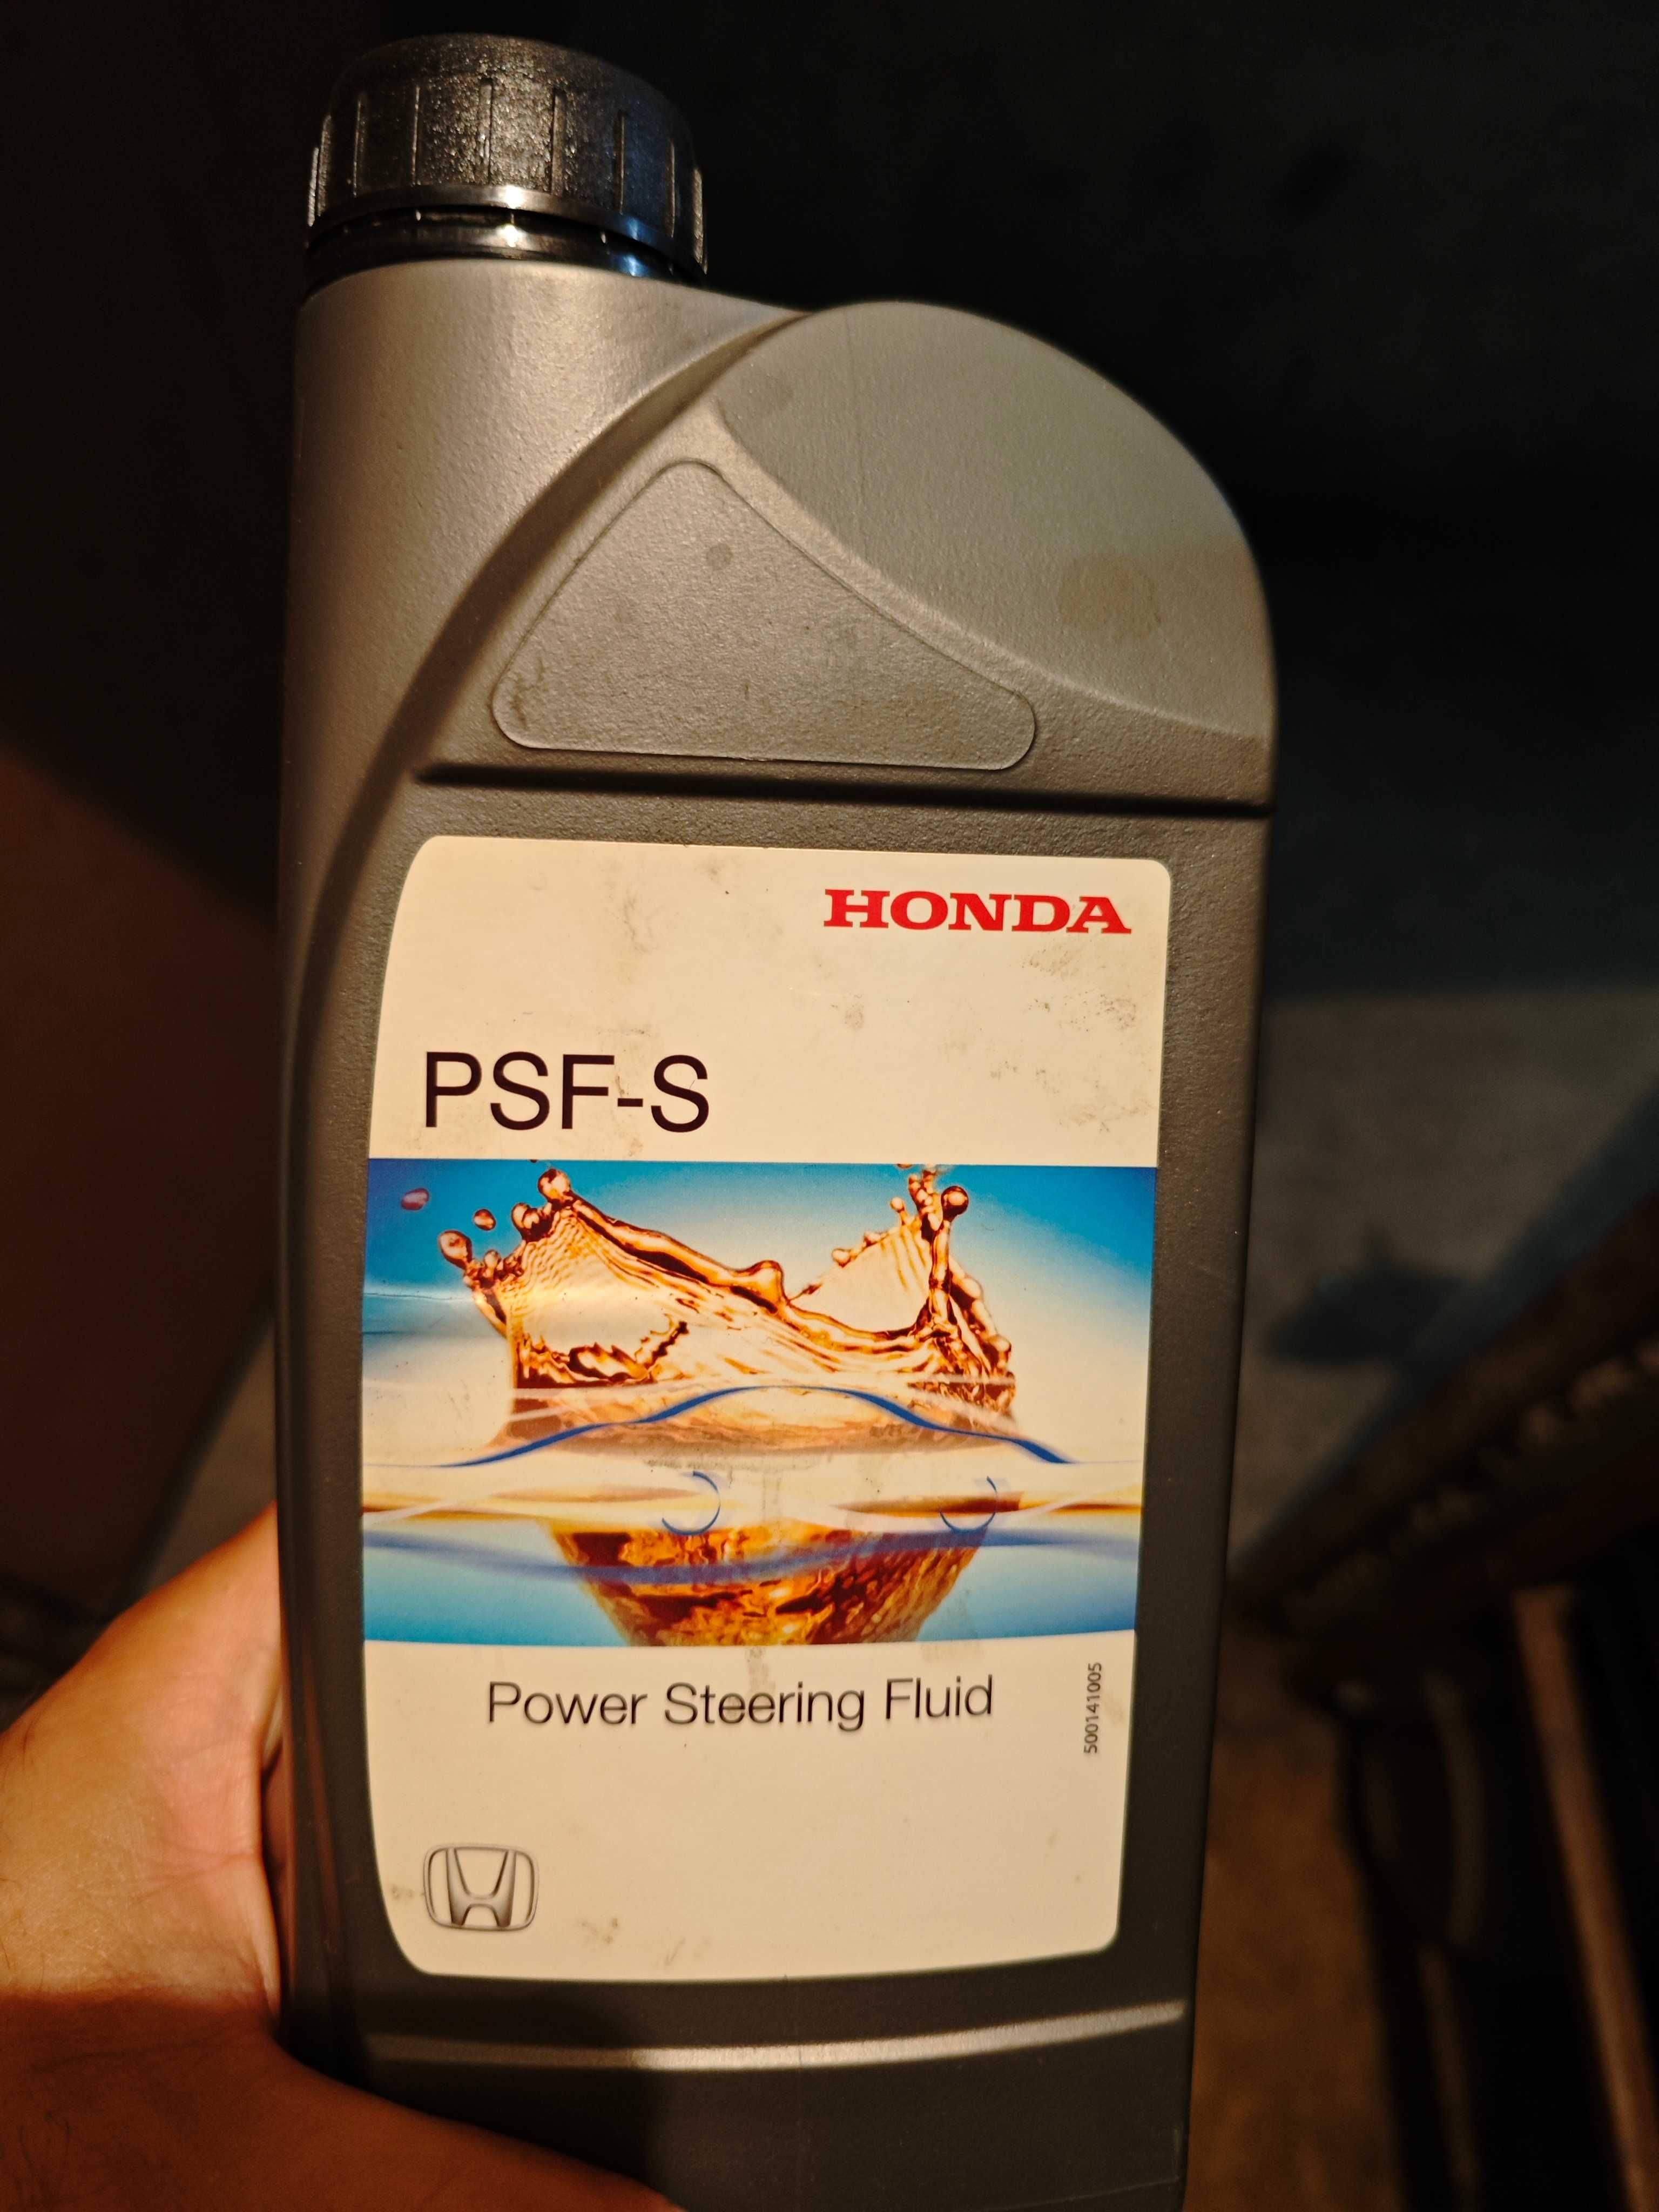 HONDA
PSF-S
Power Steering Fluid
500141005